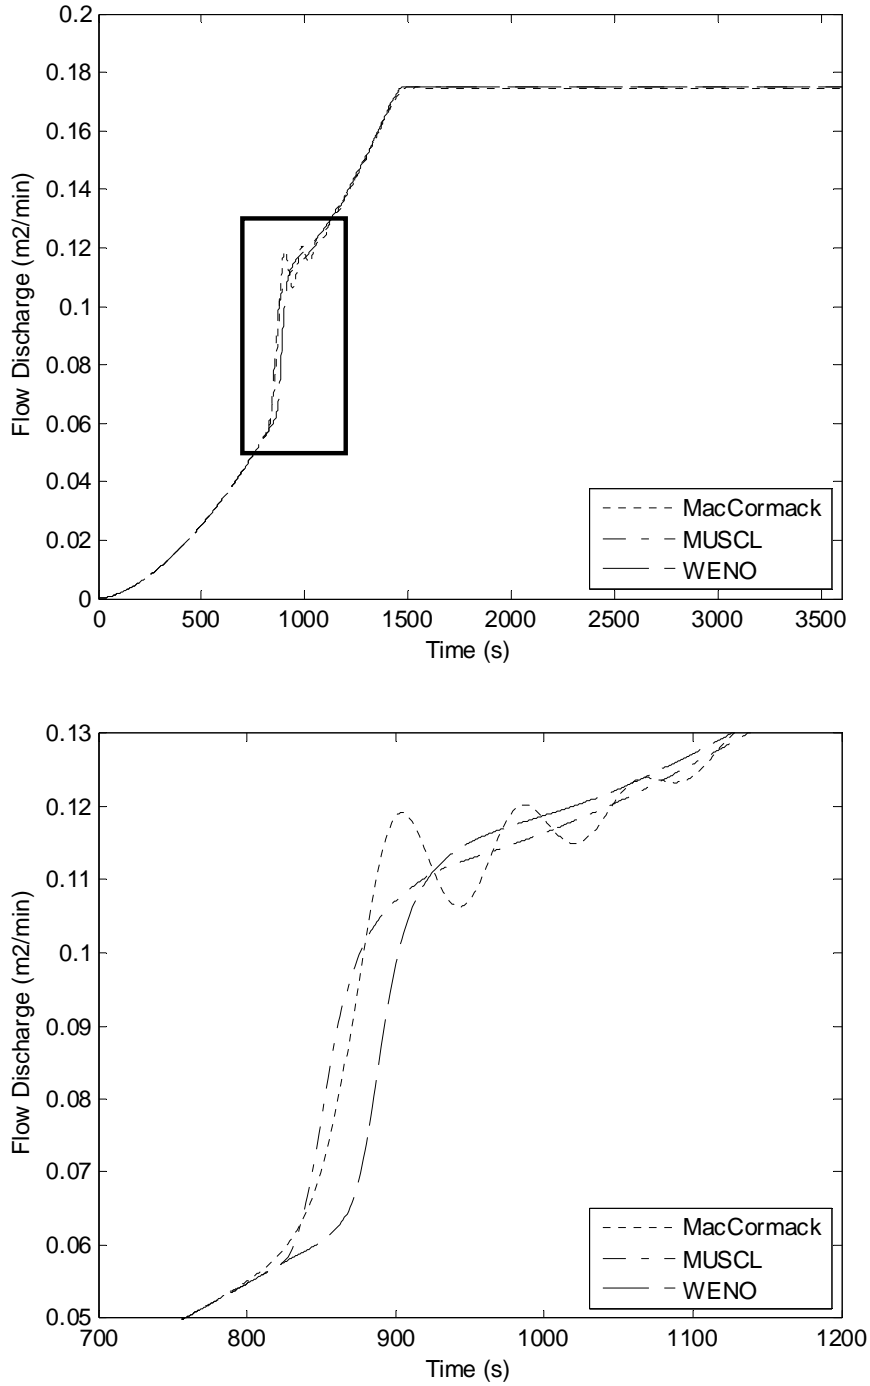 0.2
0.18
0.16
0.14
0.12
0.1
0.08
0.06
0.04
0.02
0
Flow Discharge (m2/min)
MacCormack
MUSCL
WENO
0 500 1000 1500 2000 2500 3000 3500
Time (s)
0.13
0.12
0.11
0.1
0.09
0.08
0.07
0.06
0.05
Flow Discharge (m2/min)
MacCormack
MUSCL
WENO
700 800 900 1000 1100 1200
Time (s)